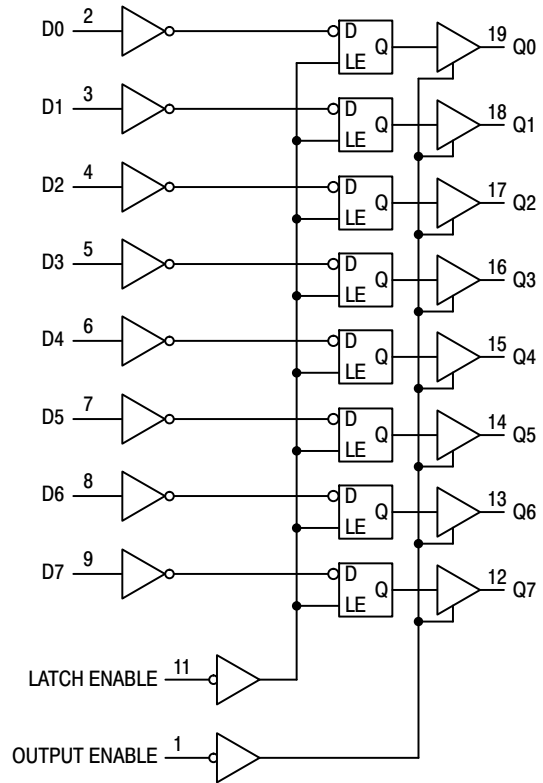 D0 2 D Q LE 19 Q0
D1 3 D Q LE 18 Q1
D2 4 D Q LE 17 Q2
D3 5 D Q LE 16 Q3
D4 6 D Q LE 15 Q4
D5 7 D Q LE 14 Q5
D6 8 D Q LE 13 Q6
D7 9 D Q LE 12 Q7
LATCH ENABLE 11
OUTPUT ENABLE 1